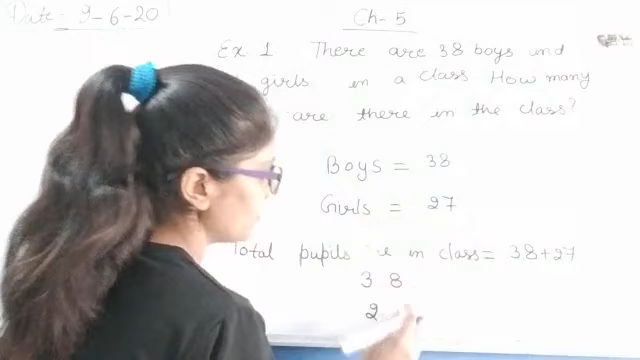 Date- 9-6-20
Ch- 5
Ex 1 There are 38 boys and
girls in a class How many
are there in the class?
Boys = 38
Girls = 27
Total pupils in class = 38+27
3 8
2